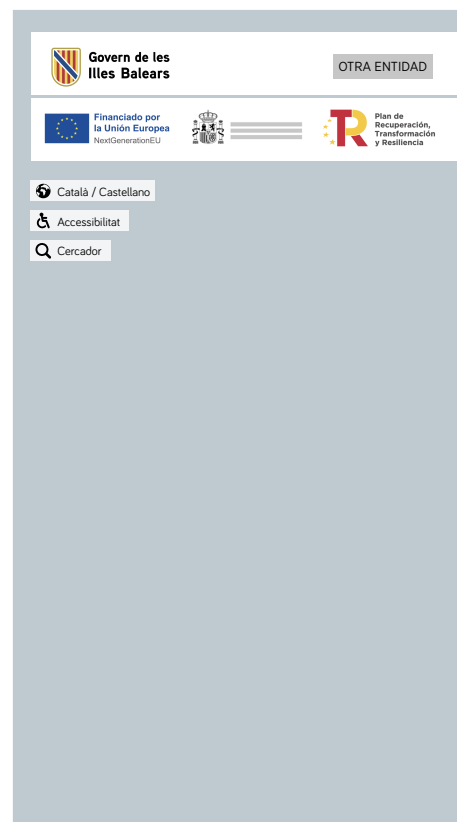 Govern de les
Illes Balears
OTRA ENTIDAD
Financiado por
la Unión Europea
NextGenerationEU
Plan de
Recuperación,
Transformación
y Resiliencia
Català / Castellano
Accessibilitat
Cercador